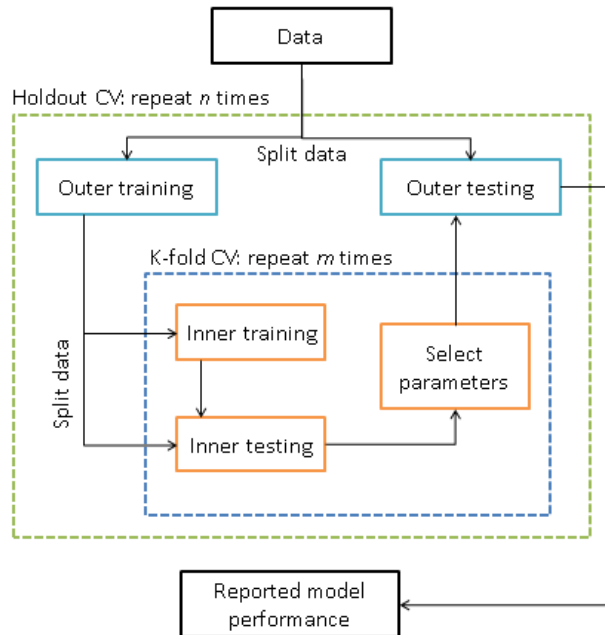 Data
Holdout CV: repeat n times
Split data
Outer training
Outer testing
K-fold CV: repeat m times
Split data
Inner training
Select
parameters
Inner testing
Reported model
performance